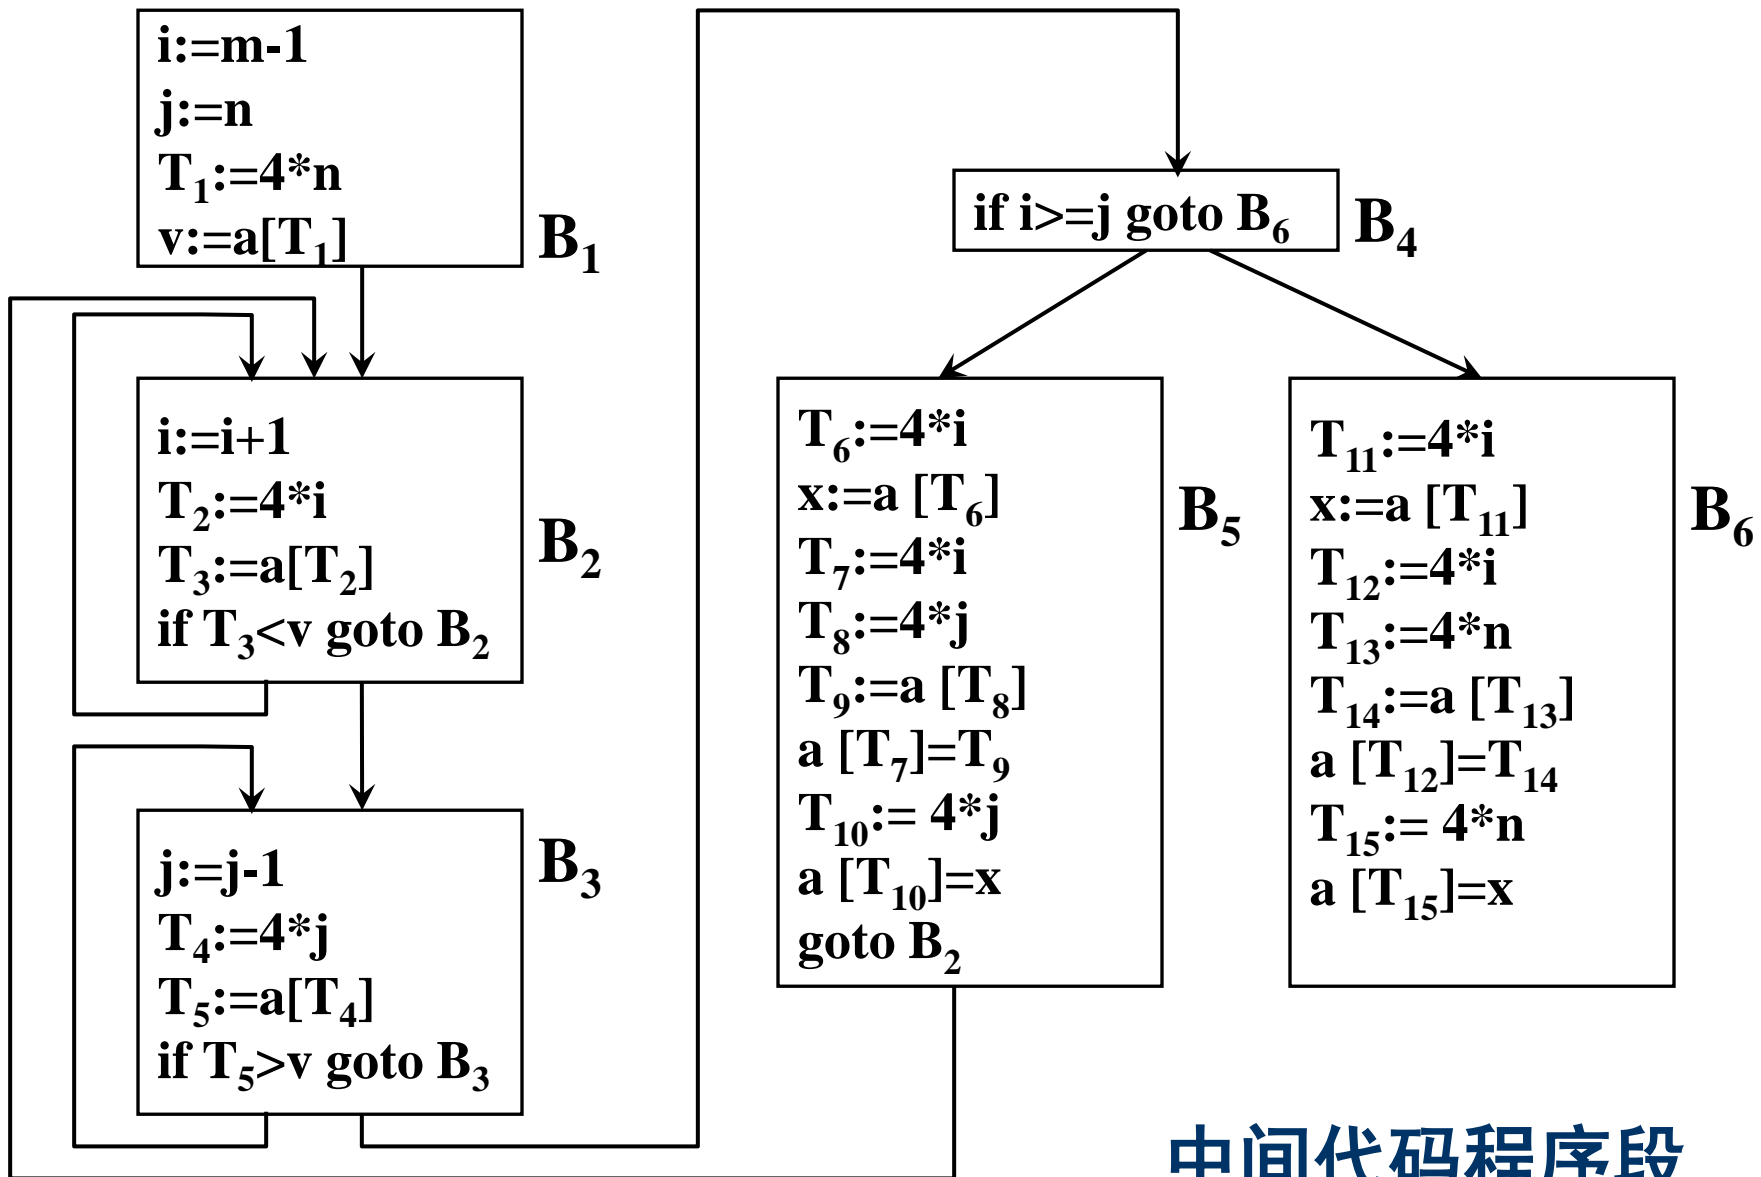 i:=m-1
j:=n
T₁:=4*n
v:=a[T₁]
B₁
i:=i+1
T₂:=4*i
T₃:=a[T₂]
if T₃<v goto B₂
B₂
j:=j-1
T₄:=4*j
T₅:=a[T₄]
if T₅>v goto B₃
B₃
if i>=j goto B₆
B₄
T₆:=4*i
x:=a [T₆]
T₇:=4*i
T₈:=4*j
T₉:=a [T₈]
a [T₇]=T₉
T₁₀:= 4*j
a [T₁₀]=x
goto B₂
B₅
T₁₁:=4*i
x:=a [T₁₁]
T₁₂:=4*i
T₁₃:=4*n
T₁₄:=a [T₁₃]
a [T₁₂]=T₁₄
T₁₅:= 4*n
a [T₁₅]=x
B₆
中间代码程序段